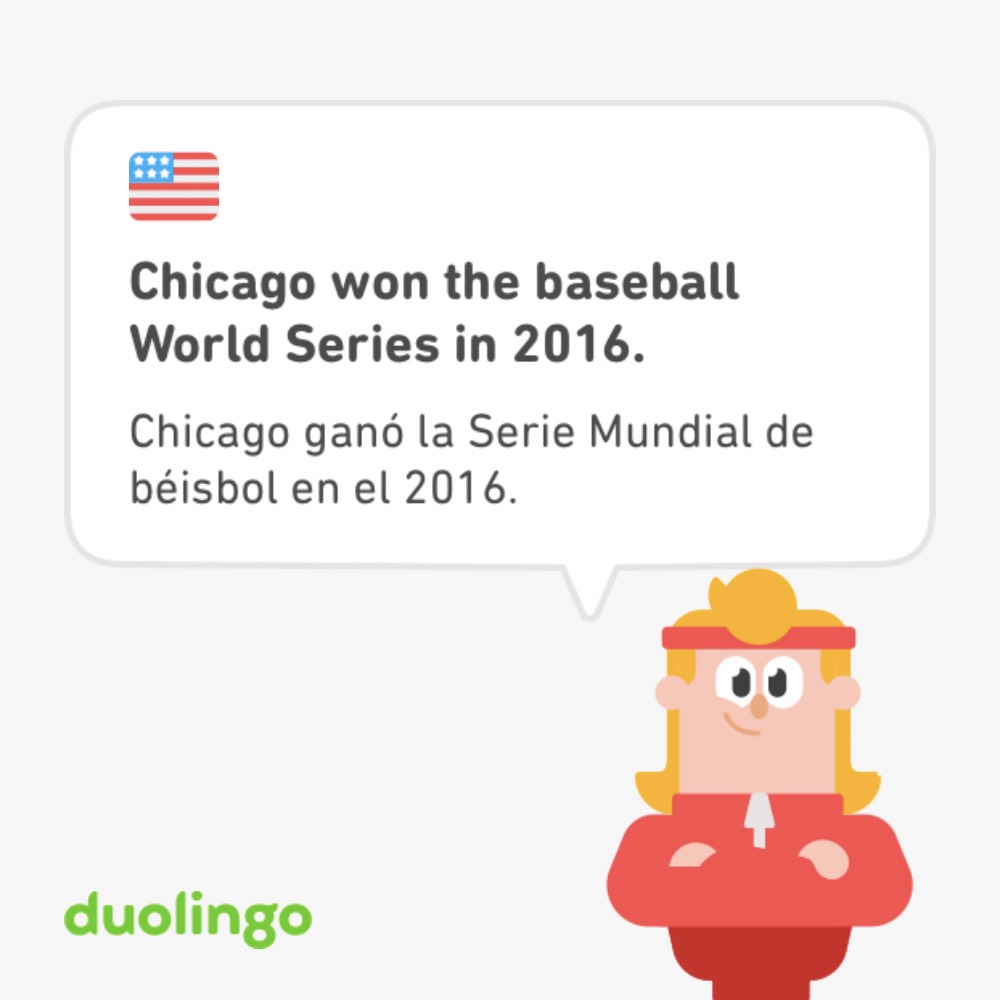 Chicago won the baseball
World Series in 2016.
Chicago ganó la Serie Mundial de
béisbol en el 2016.
duolingo